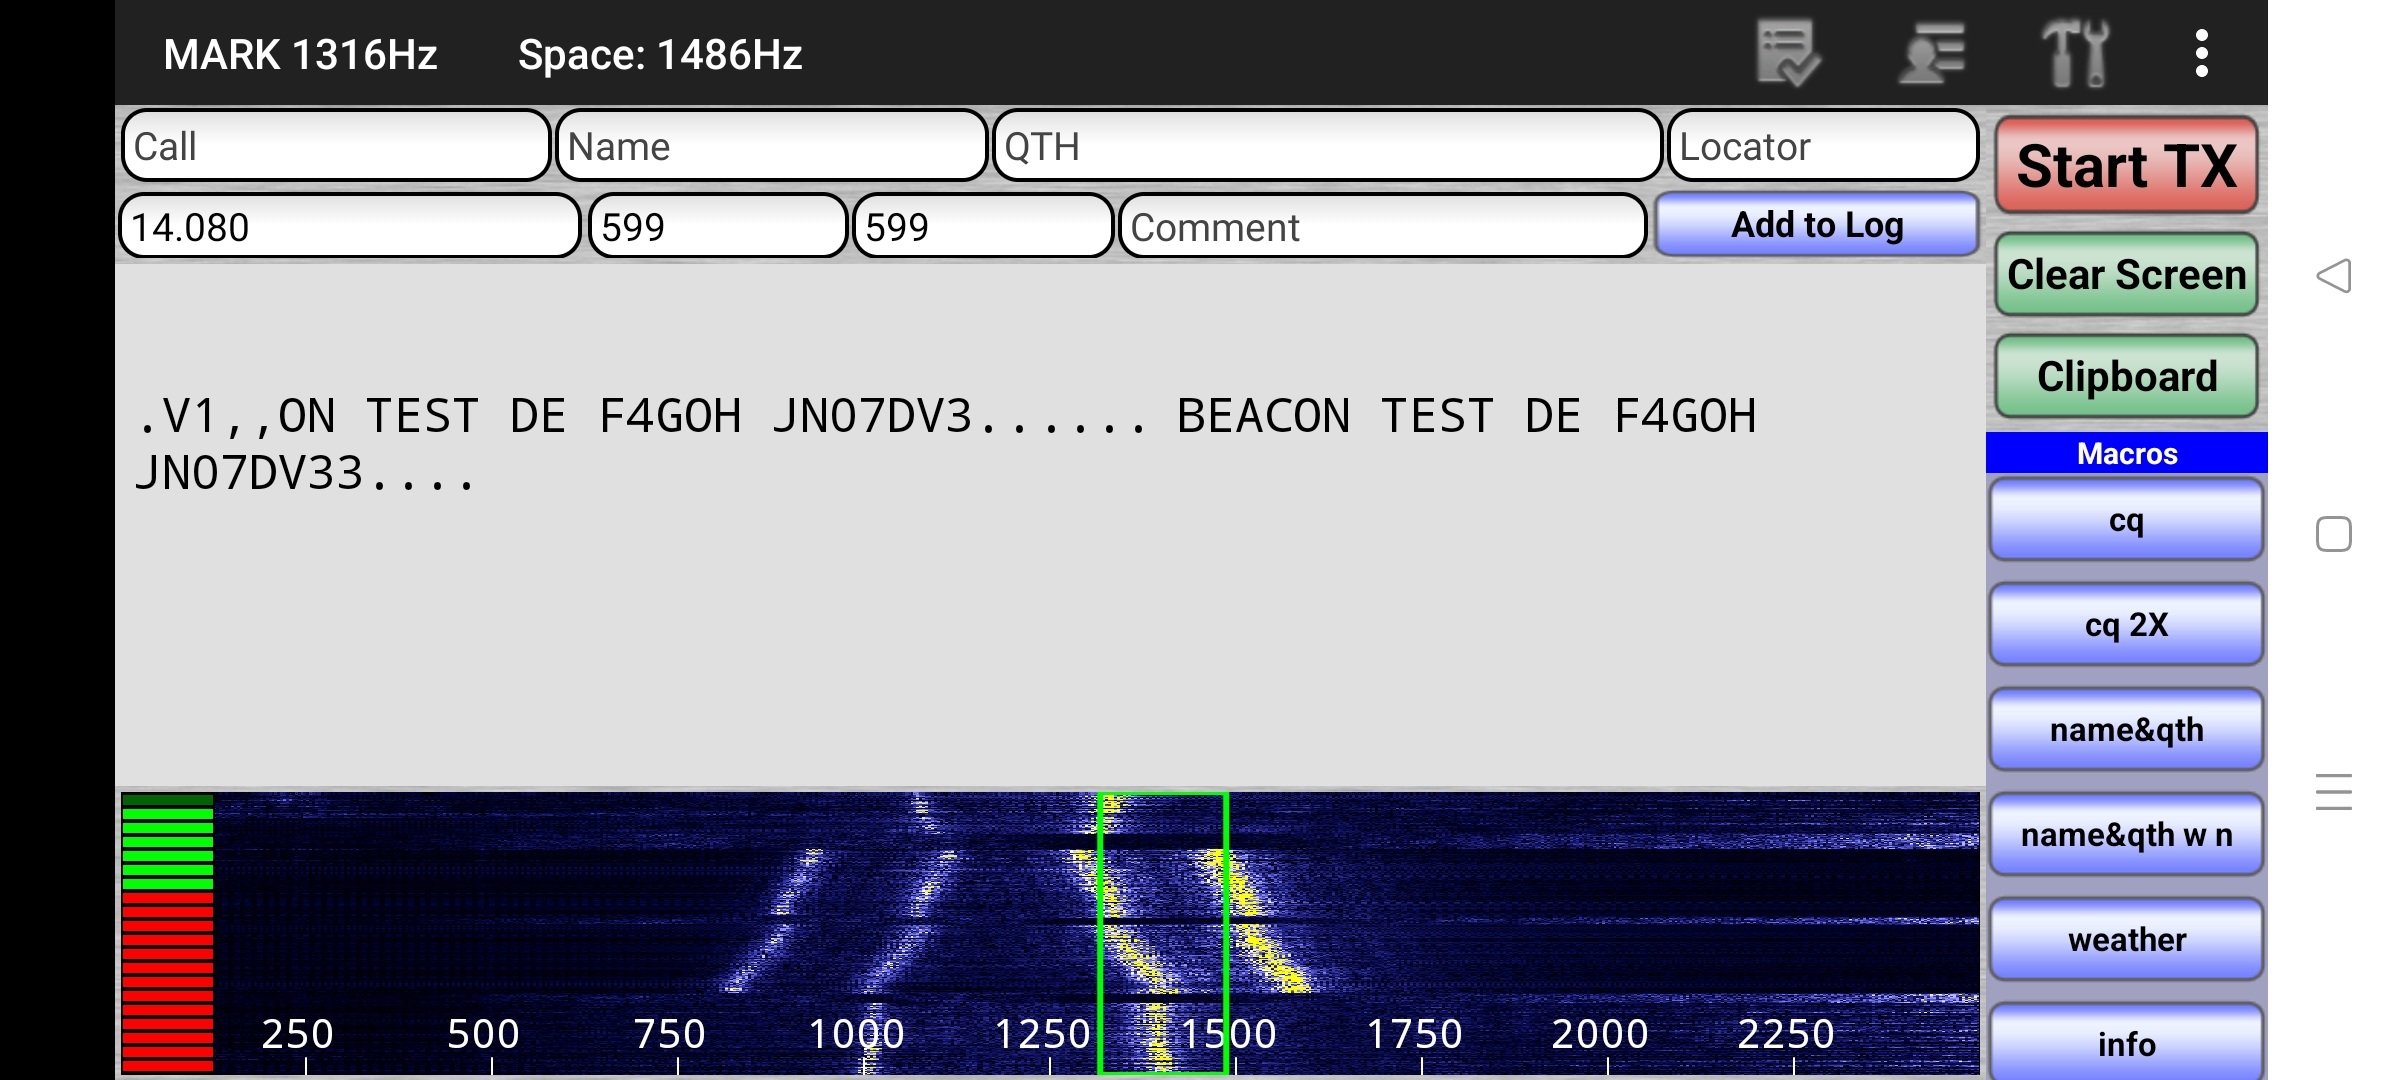 MARK 1316Hz Space: 1486Hz
Call Name QTH Locator
14.080 599 599 Comment Add to Log
Start TX
Clear Screen
Clipboard
.V1,,ON TEST DE F4GOH JN07DV3...... BEACON TEST DE F4GOH
JN07DV33....
Macros
cq
cq 2X
name&qth
name&qth w n
weather
info
250 500 750 1000 1250 1500 1750 2000 2250